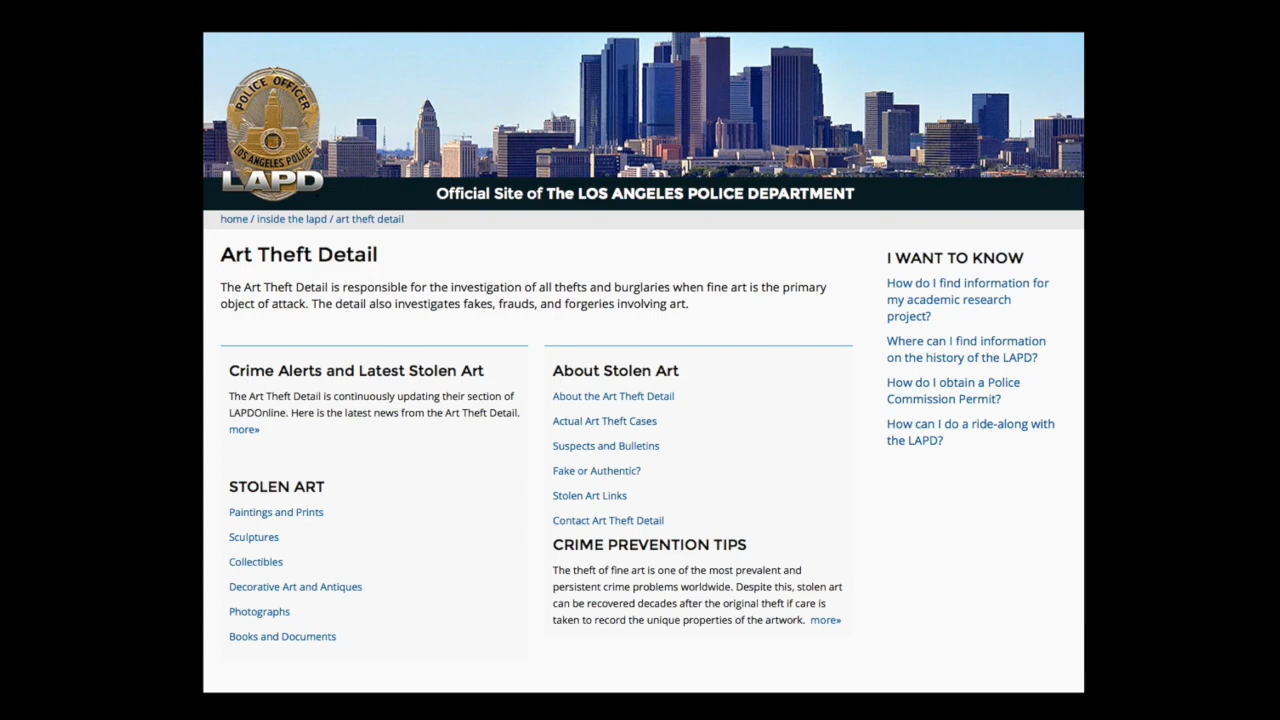 POLICE OFFICER
LOS ANGELES POLICE
LAPD
Official Site of The LOS ANGELES POLICE DEPARTMENT
home / inside the lapd / art theft detail
Art Theft Detail
The Art Theft Detail is responsible for the investigation of all thefts and burglaries when fine art is the primary
object of attack. The detail also investigates fakes, frauds, and forgeries involving art.
Crime Alerts and Latest Stolen Art
The Art Theft Detail is continuously updating their section of
LAPDOnline. Here is the latest news from the Art Theft Detail.
more»
STOLEN ART
Paintings and Prints
Sculptures
Collectibles
Decorative Art and Antiques
Photographs
Books and Documents
About Stolen Art
About the Art Theft Detail
Actual Art Theft Cases
Suspects and Bulletins
Fake or Authentic?
Stolen Art Links
Contact Art Theft Detail
CRIME PREVENTION TIPS
The theft of fine art is one of the most prevalent and
persistent crime problems worldwide. Despite this, stolen art
can be recovered decades after the original theft if care is
taken to record the unique properties of the artwork. more»
I WANT TO KNOW
How do I find information for
my academic research
project?
Where can I find information
on the history of the LAPD?
How do I obtain a Police
Commission Permit?
How can I do a ride-along with
the LAPD?